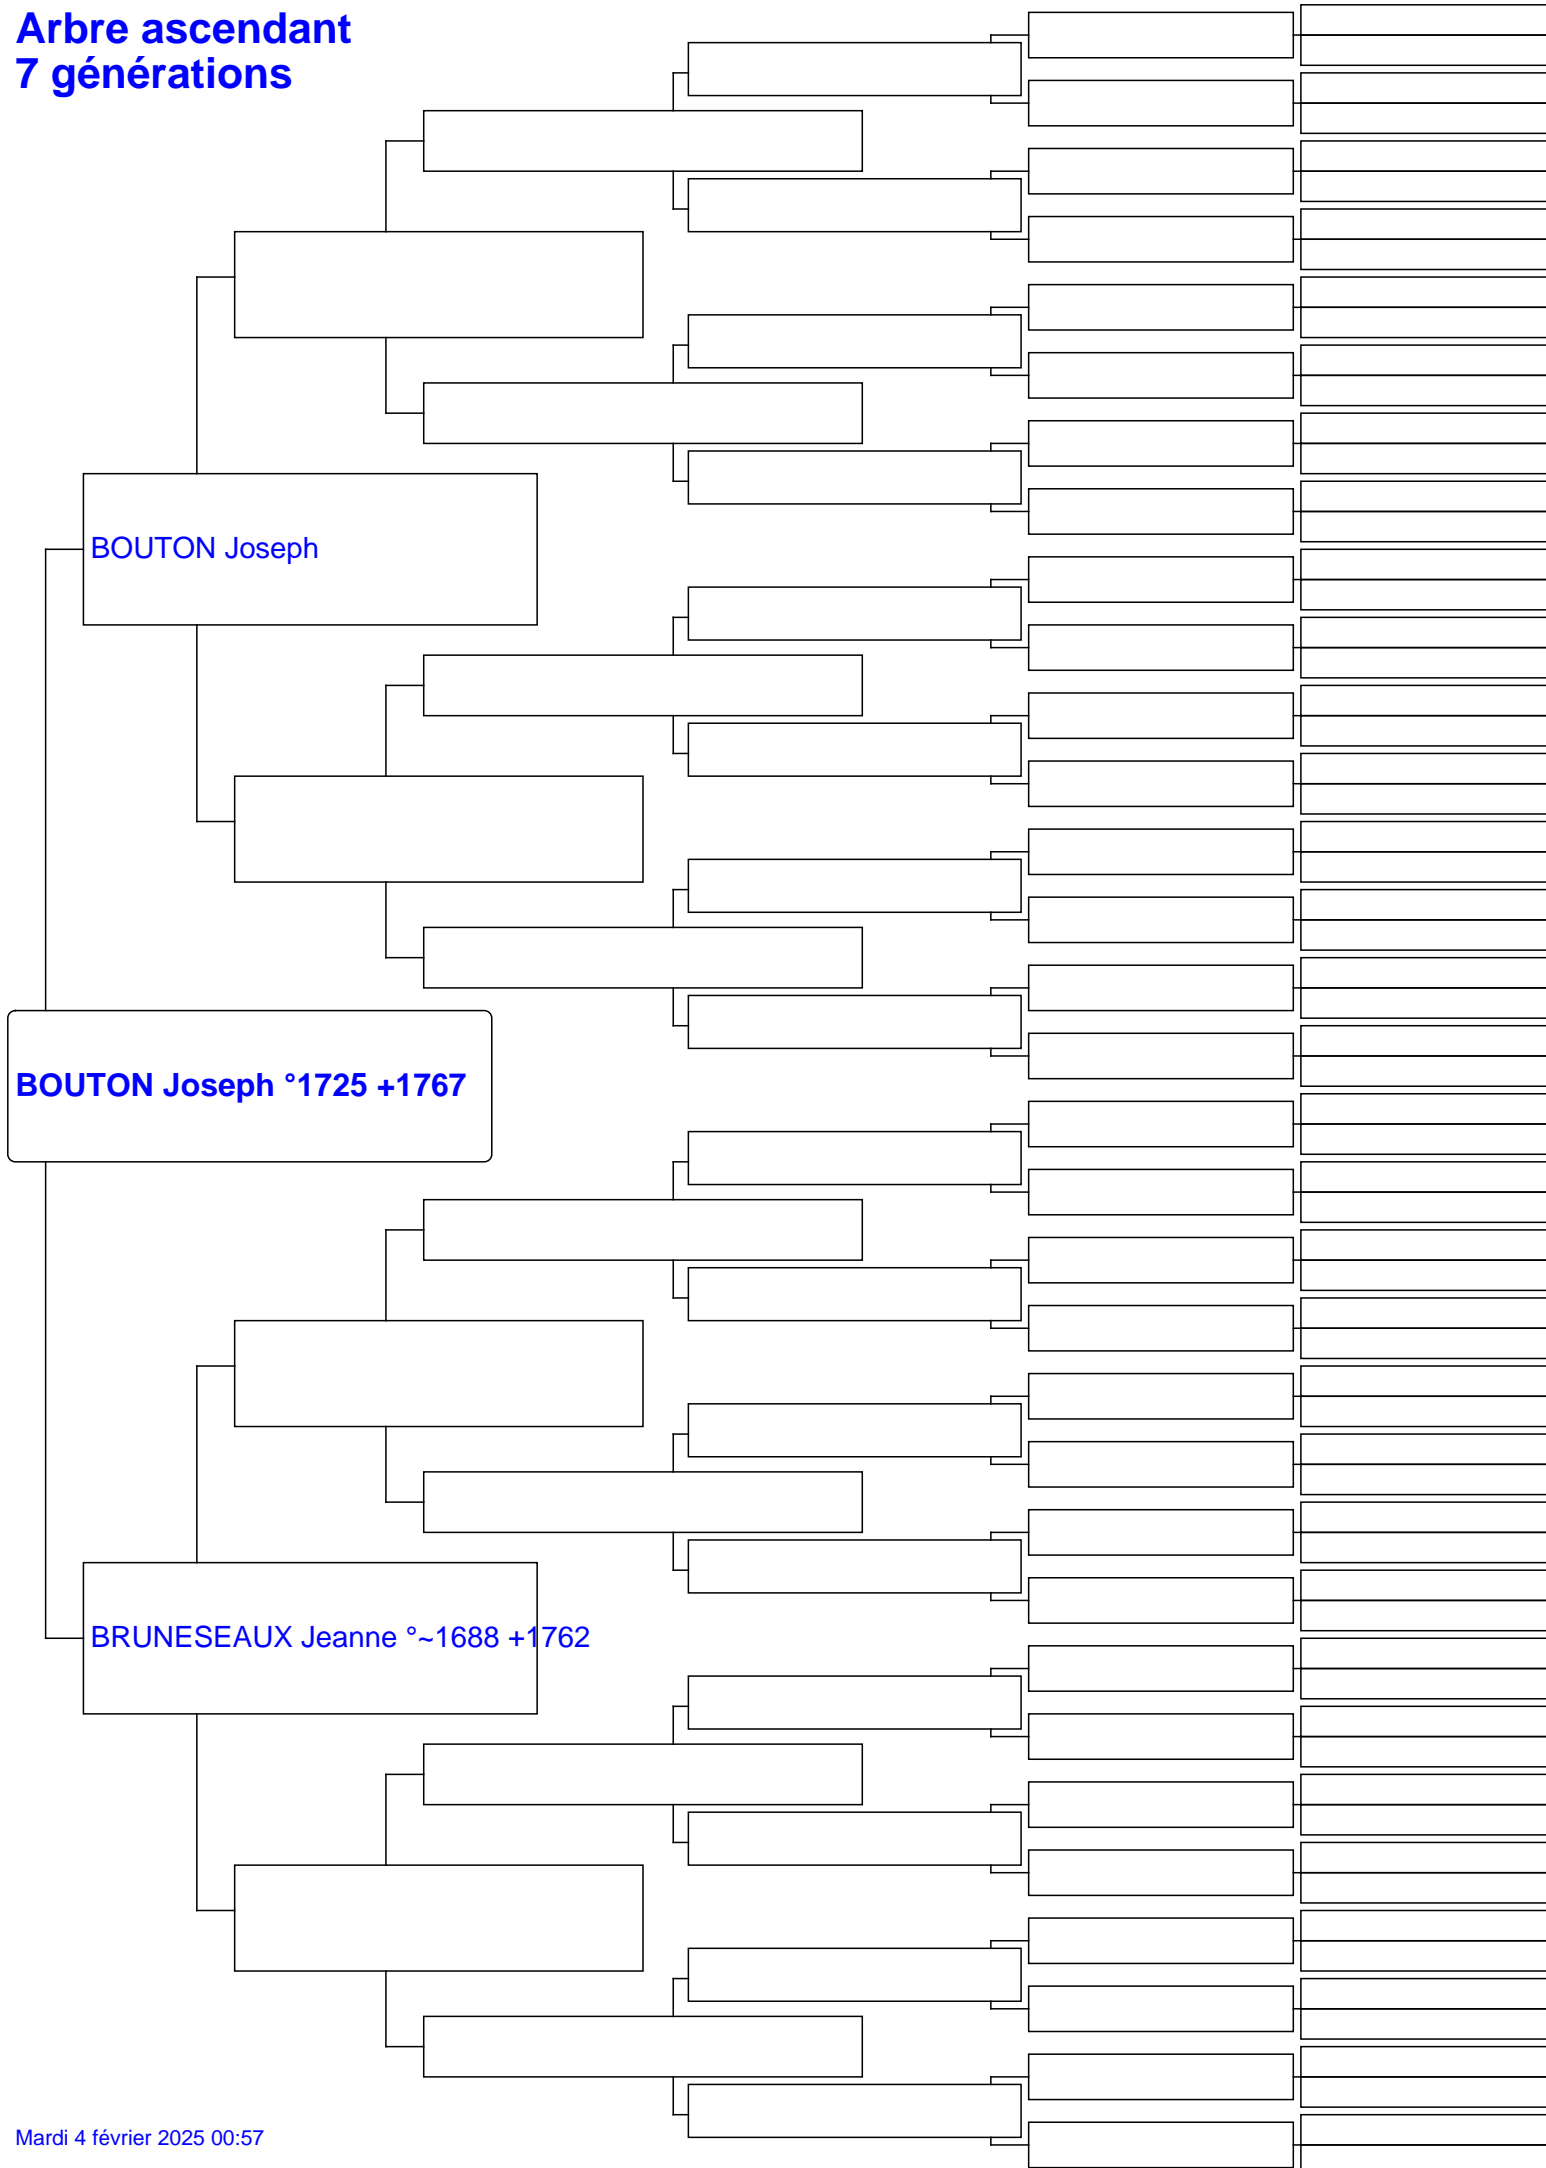 Arbre ascendant
7 générations
BOUTON Joseph
BOUTON Joseph °1725 +1767
BRUNESEAUX Jeanne °~1688 +1762
Mardi 4 février 2025 00:57